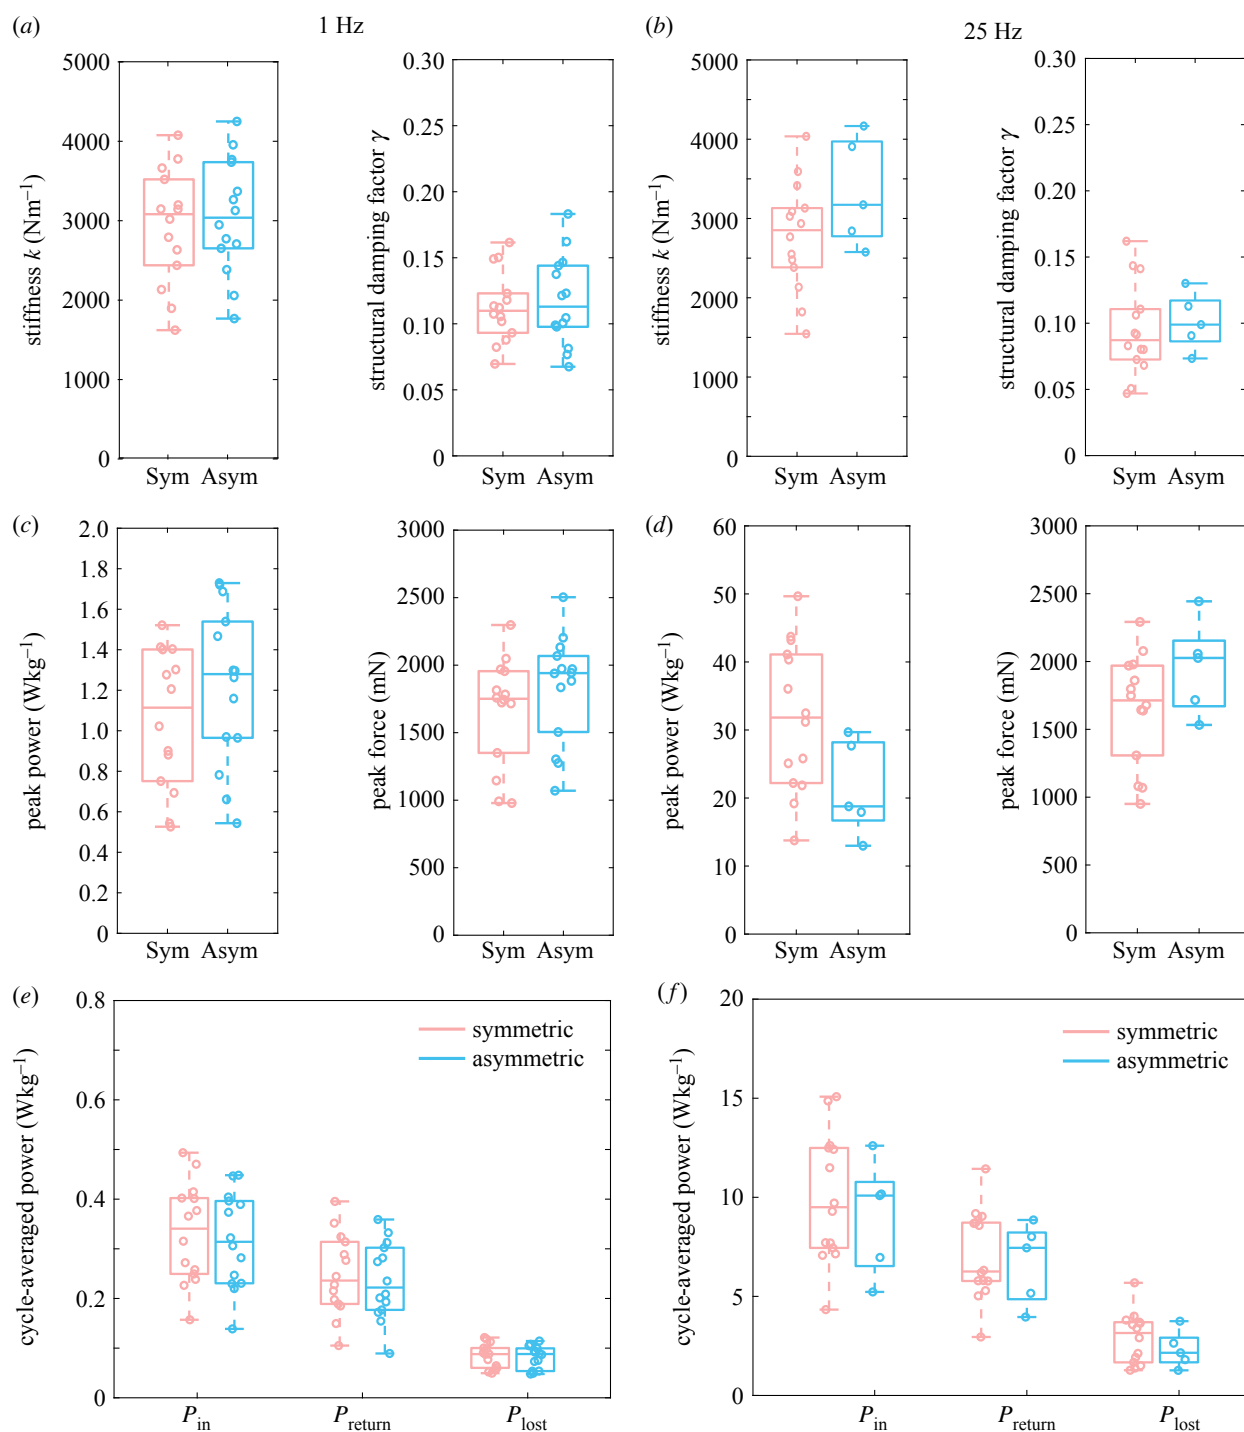 (a) 1 Hz (b) 25 Hz
stiffness k (Nm⁻¹)
5000
4000
3000
2000
1000
0
Sym Asym
structural damping factor γ
0.30
0.25
0.20
0.15
0.10
0.05
0
Sym Asym
stiffness k (Nm⁻¹)
5000
4000
3000
2000
1000
0
Sym Asym
structural damping factor γ
0.30
0.25
0.20
0.15
0.10
0.05
0
Sym Asym
(c)
peak power (Wkg⁻¹)
2.0
1.8
1.6
1.4
1.2
1.0
0.8
0.6
0.4
0.2
0
Sym Asym
peak force (mN)
3000
2500
2000
1500
1000
500
0
Sym Asym
(d)
peak power (Wkg⁻¹)
60
50
40
30
20
10
0
Sym Asym
peak force (mN)
3000
2500
2000
1500
1000
500
0
Sym Asym
(e)
cycle-averaged power (Wkg⁻¹)
0.8
0.6
0.4
0.2
0
symmetric
asymmetric
P_in P_return P_lost
(f)
cycle-averaged power (Wkg⁻¹)
20
15
10
5
0
symmetric
asymmetric
P_in P_return P_lost